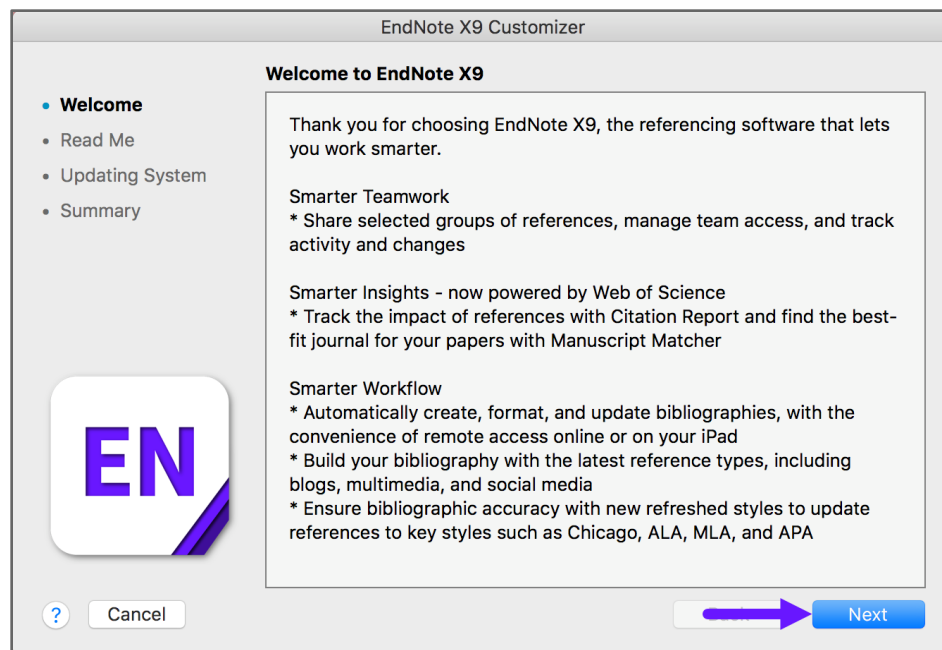 EndNote X9 Customizer
Welcome to EndNote X9
Welcome
Read Me
Updating System
Summary
Thank you for choosing EndNote X9, the referencing software that lets
you work smarter.
Smarter Teamwork
* Share selected groups of references, manage team access, and track
activity and changes
Smarter Insights - now powered by Web of Science
* Track the impact of references with Citation Report and find the best-
fit journal for your papers with Manuscript Matcher
Smarter Workflow
* Automatically create, format, and update bibliographies, with the
convenience of remote access online or on your iPad
* Build your bibliography with the latest reference types, including
blogs, multimedia, and social media
* Ensure bibliographic accuracy with new refreshed styles to update
references to key styles such as Chicago, ALA, MLA, and APA
EN
? Cancel
Next